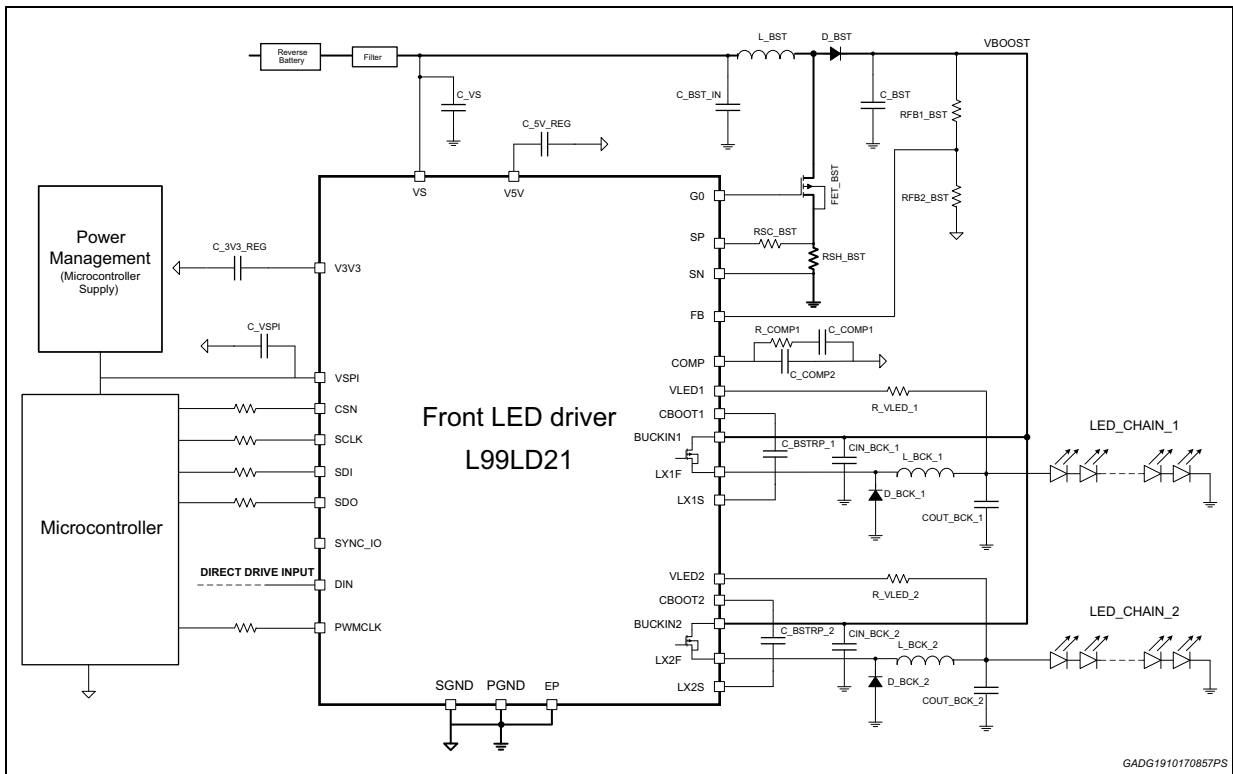 Reverse
Battery
Filter
L_BST
D_BST
VBOOST
C_VS
C_BST_IN
C_BST
RFB1_BST
C_5V_REG
VS
V5V
G0
FET_BST
RFB2_BST
Power
Management
(Microcontroller
Supply)
C_3V3_REG
V3V3
SP
RSC_BST
RSH_BST
SN
FB
C_VSPI
R_COMP1
C_COMP1
COMP
C_COMP2
VSPI
VLED1
R_VLED_1
CSN
CBOOT1
Front LED driver
L99LD21
LED_CHAIN_1
SCLK
BUCKIN1
C_BSTRP_1
CIN_BCK_1
L_BCK_1
SDI
LX1F
D_BCK_1
SDO
LX1S
COUT_BCK_1
Microcontroller
SYNC_IO
DIRECT DRIVE INPUT
DIN
VLED2
R_VLED_2
CBOOT2
LED_CHAIN_2
PWMCLK
BUCKIN2
C_BSTRP_2
CIN_BCK_2
L_BCK_2
LX2F
D_BCK_2
LX2S
COUT_BCK_2
SGND
PGND
EP
GADG1910170857PS